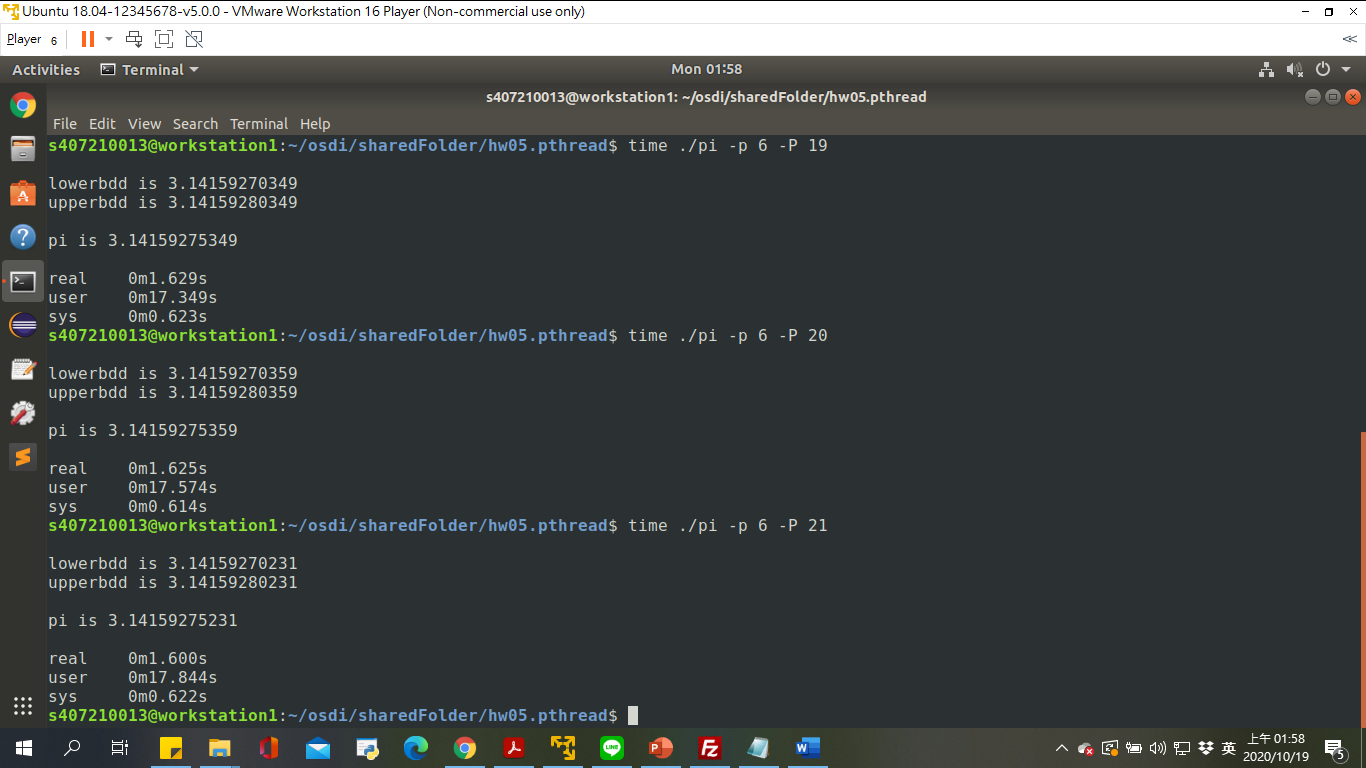 Ubuntu 18.04-12345678-v5.0.0 - VMware Workstation 16 Player (Non-commercial use only)
Player 6
Activities Terminal Mon 01:58
s407210013@workstation1: ~/osdi/sharedFolder/hw05.pthread
File Edit View Search Terminal Help
s407210013@workstation1:~/osdi/sharedFolder/hw05.pthread$ time ./pi -p 6 -P 19
lowerbdd is 3.14159270349
upperbdd is 3.14159280349
pi is 3.14159275349
real 0m1.629s
user 0m17.349s
sys 0m0.623s
s407210013@workstation1:~/osdi/sharedFolder/hw05.pthread$ time ./pi -p 6 -P 20
lowerbdd is 3.14159270359
upperbdd is 3.14159280359
pi is 3.14159275359
real 0m1.625s
user 0m17.574s
sys 0m0.614s
s407210013@workstation1:~/osdi/sharedFolder/hw05.pthread$ time ./pi -p 6 -P 21
lowerbdd is 3.14159270231
upperbdd is 3.14159280231
pi is 3.14159275231
real 0m1.600s
user 0m17.844s
sys 0m0.622s
s407210013@workstation1:~/osdi/sharedFolder/hw05.pthread$
英 上午 01:58
2020/10/19 5